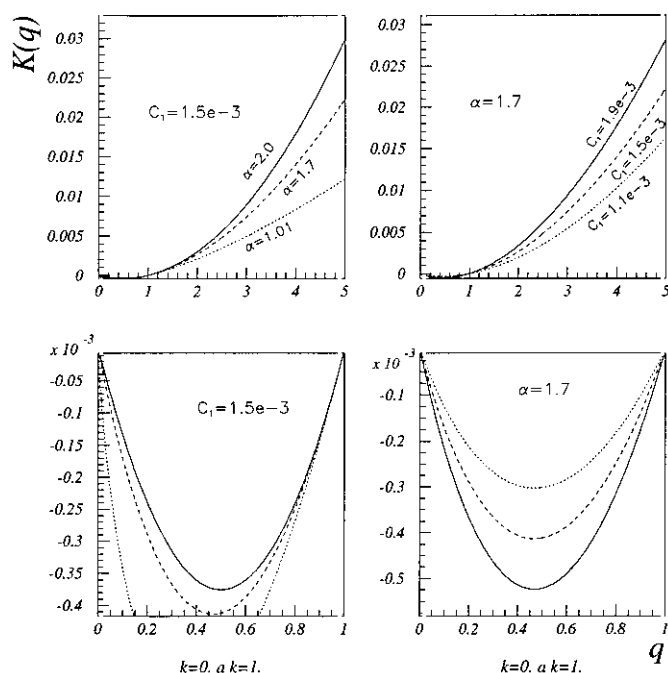 K(q)
0.03
0.025
0.02
0.015
0.01
0.005
0
0 1 2 3 4 5
C₁=1.5e-3
α=2.0
α=1.7
α=1.01
0.03
0.025
0.02
0.015
0.01
0.005
0
0 1 2 3 4 5
α=1.7
C₁=1.9e-3
C₁=1.5e-3
C₁=1.1e-3
x 10 -3
-0.05
-0.1
-0.15
-0.2
-0.25
-0.3
-0.35
-0.4
0 0.2 0.4 0.6 0.8 1
C₁=1.5e-3
k=0. a k=1.
x 10 -3
-0.1
-0.2
-0.3
-0.4
-0.5
0 0.2 0.4 0.6 0.8 1
α=1.7
k=0. a k=1.
q